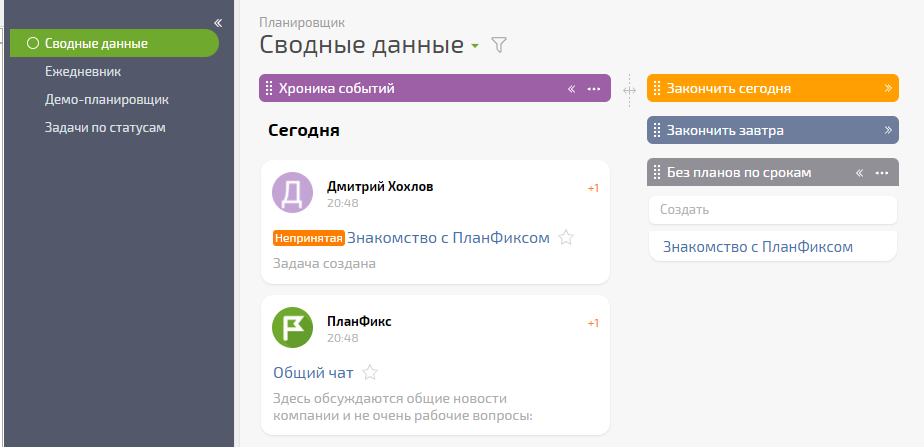 Сводные данные
Ежедневник
Демо-планировщик
Задачи по статусам
Планировщик
Сводные данные
Хроника событий
Сегодня
Дмитрий Хохлов
+1
20:48
Непринятая Знакомство с ПланФиксом
Задача создана
ПланФикс
+1
20:48
Общий чат
Здесь обсуждаются общие новости
компании и не очень рабочие вопросы:
Закончить сегодня
Закончить завтра
Без планов по срокам
Создать
Знакомство с ПланФиксом